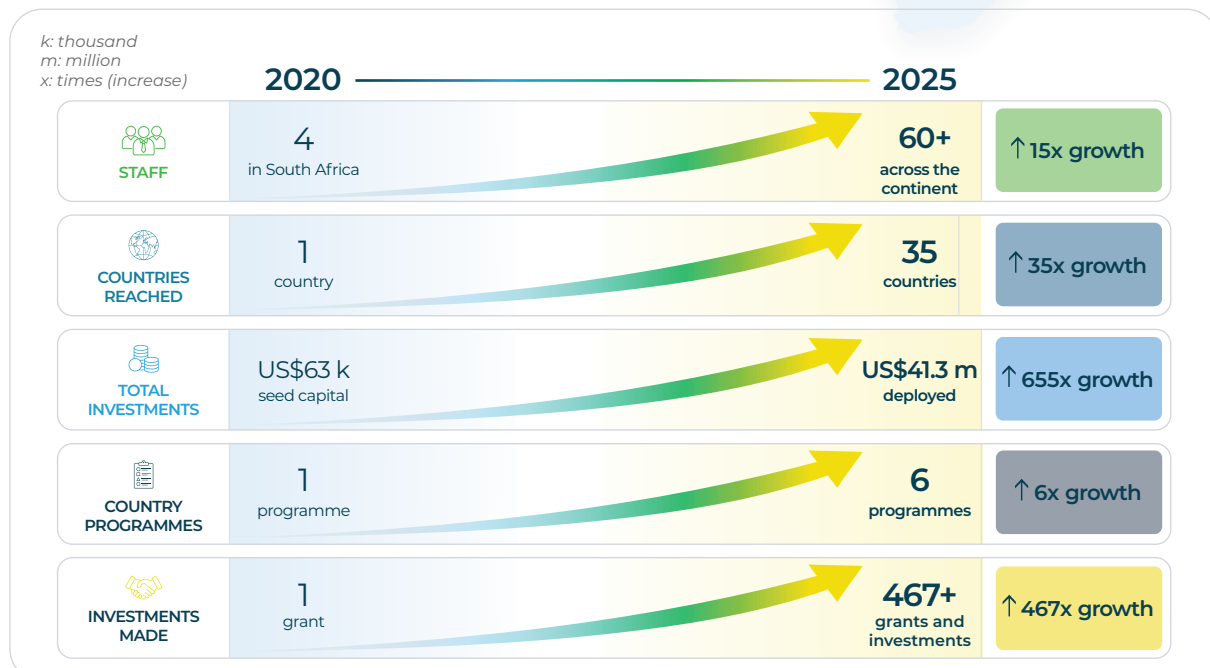 k: thousand
m: million
x: times (increase)
2020
2025
STAFF
4
in South Africa
60+
across the
continent
↑ 15x growth
COUNTRIES
REACHED
1
country
35
countries
↑ 35x growth
TOTAL
INVESTMENTS
US$63 k
seed capital
US$41.3 m
deployed
↑ 655x growth
COUNTRY
PROGRAMMES
1
programme
6
programmes
↑ 6x growth
INVESTMENTS
MADE
1
grant
467+
grants and
investments
↑ 467x growth